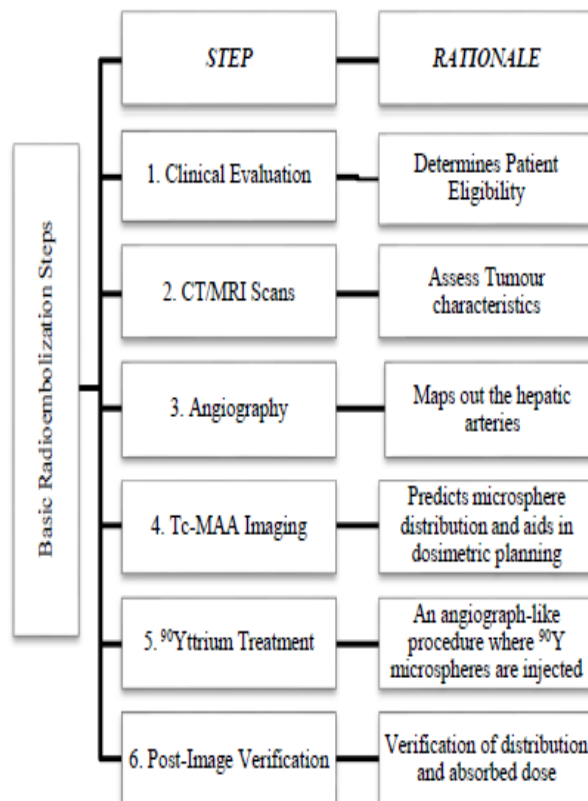 Basic Radioembolization Steps
STEP
RATIONALE
1. Clinical Evaluation
Determines Patient
Eligibility
2. CT/MRI Scans
Assess Tumour
characteristics
3. Angiography
Maps out the hepatic
arteries
4. Tc-MAA Imaging
Predicts microsphere
distribution and aids in
dosimetric planning
5. ⁹⁰Yttrium Treatment
An angiograph-like
procedure where ⁹⁰Y
microspheres are injected
6. Post-Image Verification
Verification of distribution
and absorbed dose